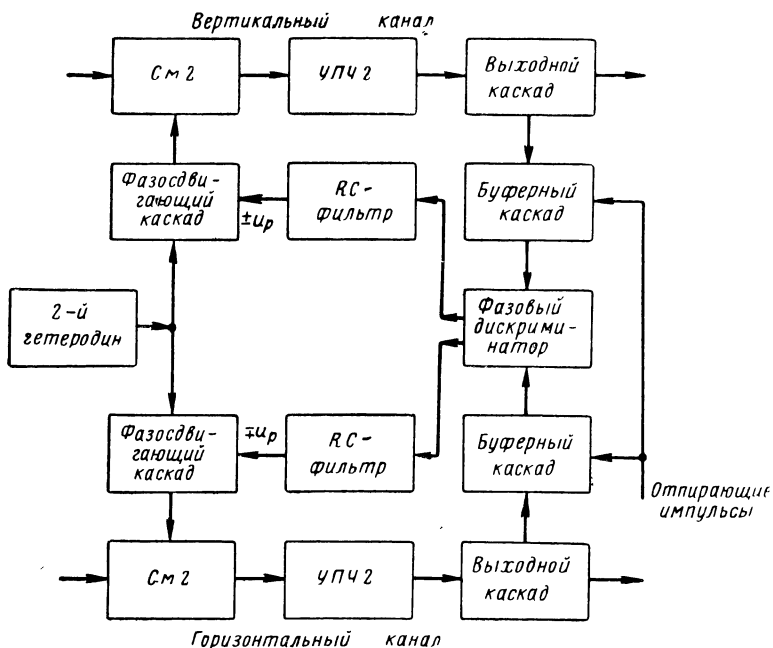 Вертикальный канал
См 2
УПЧ 2
Выходной
каскад
Фазосдви-
гающий
каскад
±uр
RC-
фильтр
Буферный
каскад
2-й
гетеродин
Фазовый
дискрими-
натор
Фазосдви-
гающий
каскад
∓uр
RC-
фильтр
Буферный
каскад
Отпирающие
импульсы
См 2
УПЧ 2
Выходной
каскад
Горизонтальный канал